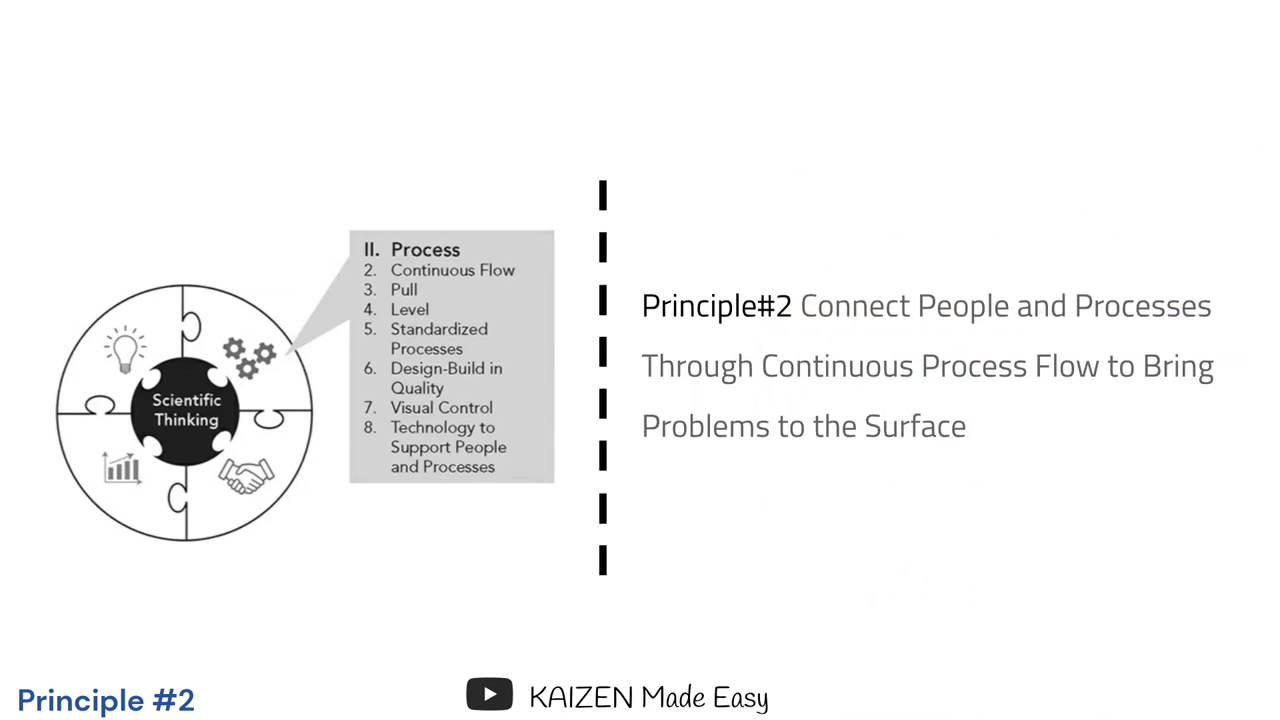 II. Process
2. Continuous Flow
3. Pull
4. Level
5. Standardized
Processes
6. Design-Build in
Quality
7. Visual Control
8. Technology to
Support People
and Processes
Scientific
Thinking
Principle#2 Connect People and Processes
Through Continuous Process Flow to Bring
Problems to the Surface
Principle #2
KAIZEN Made Easy